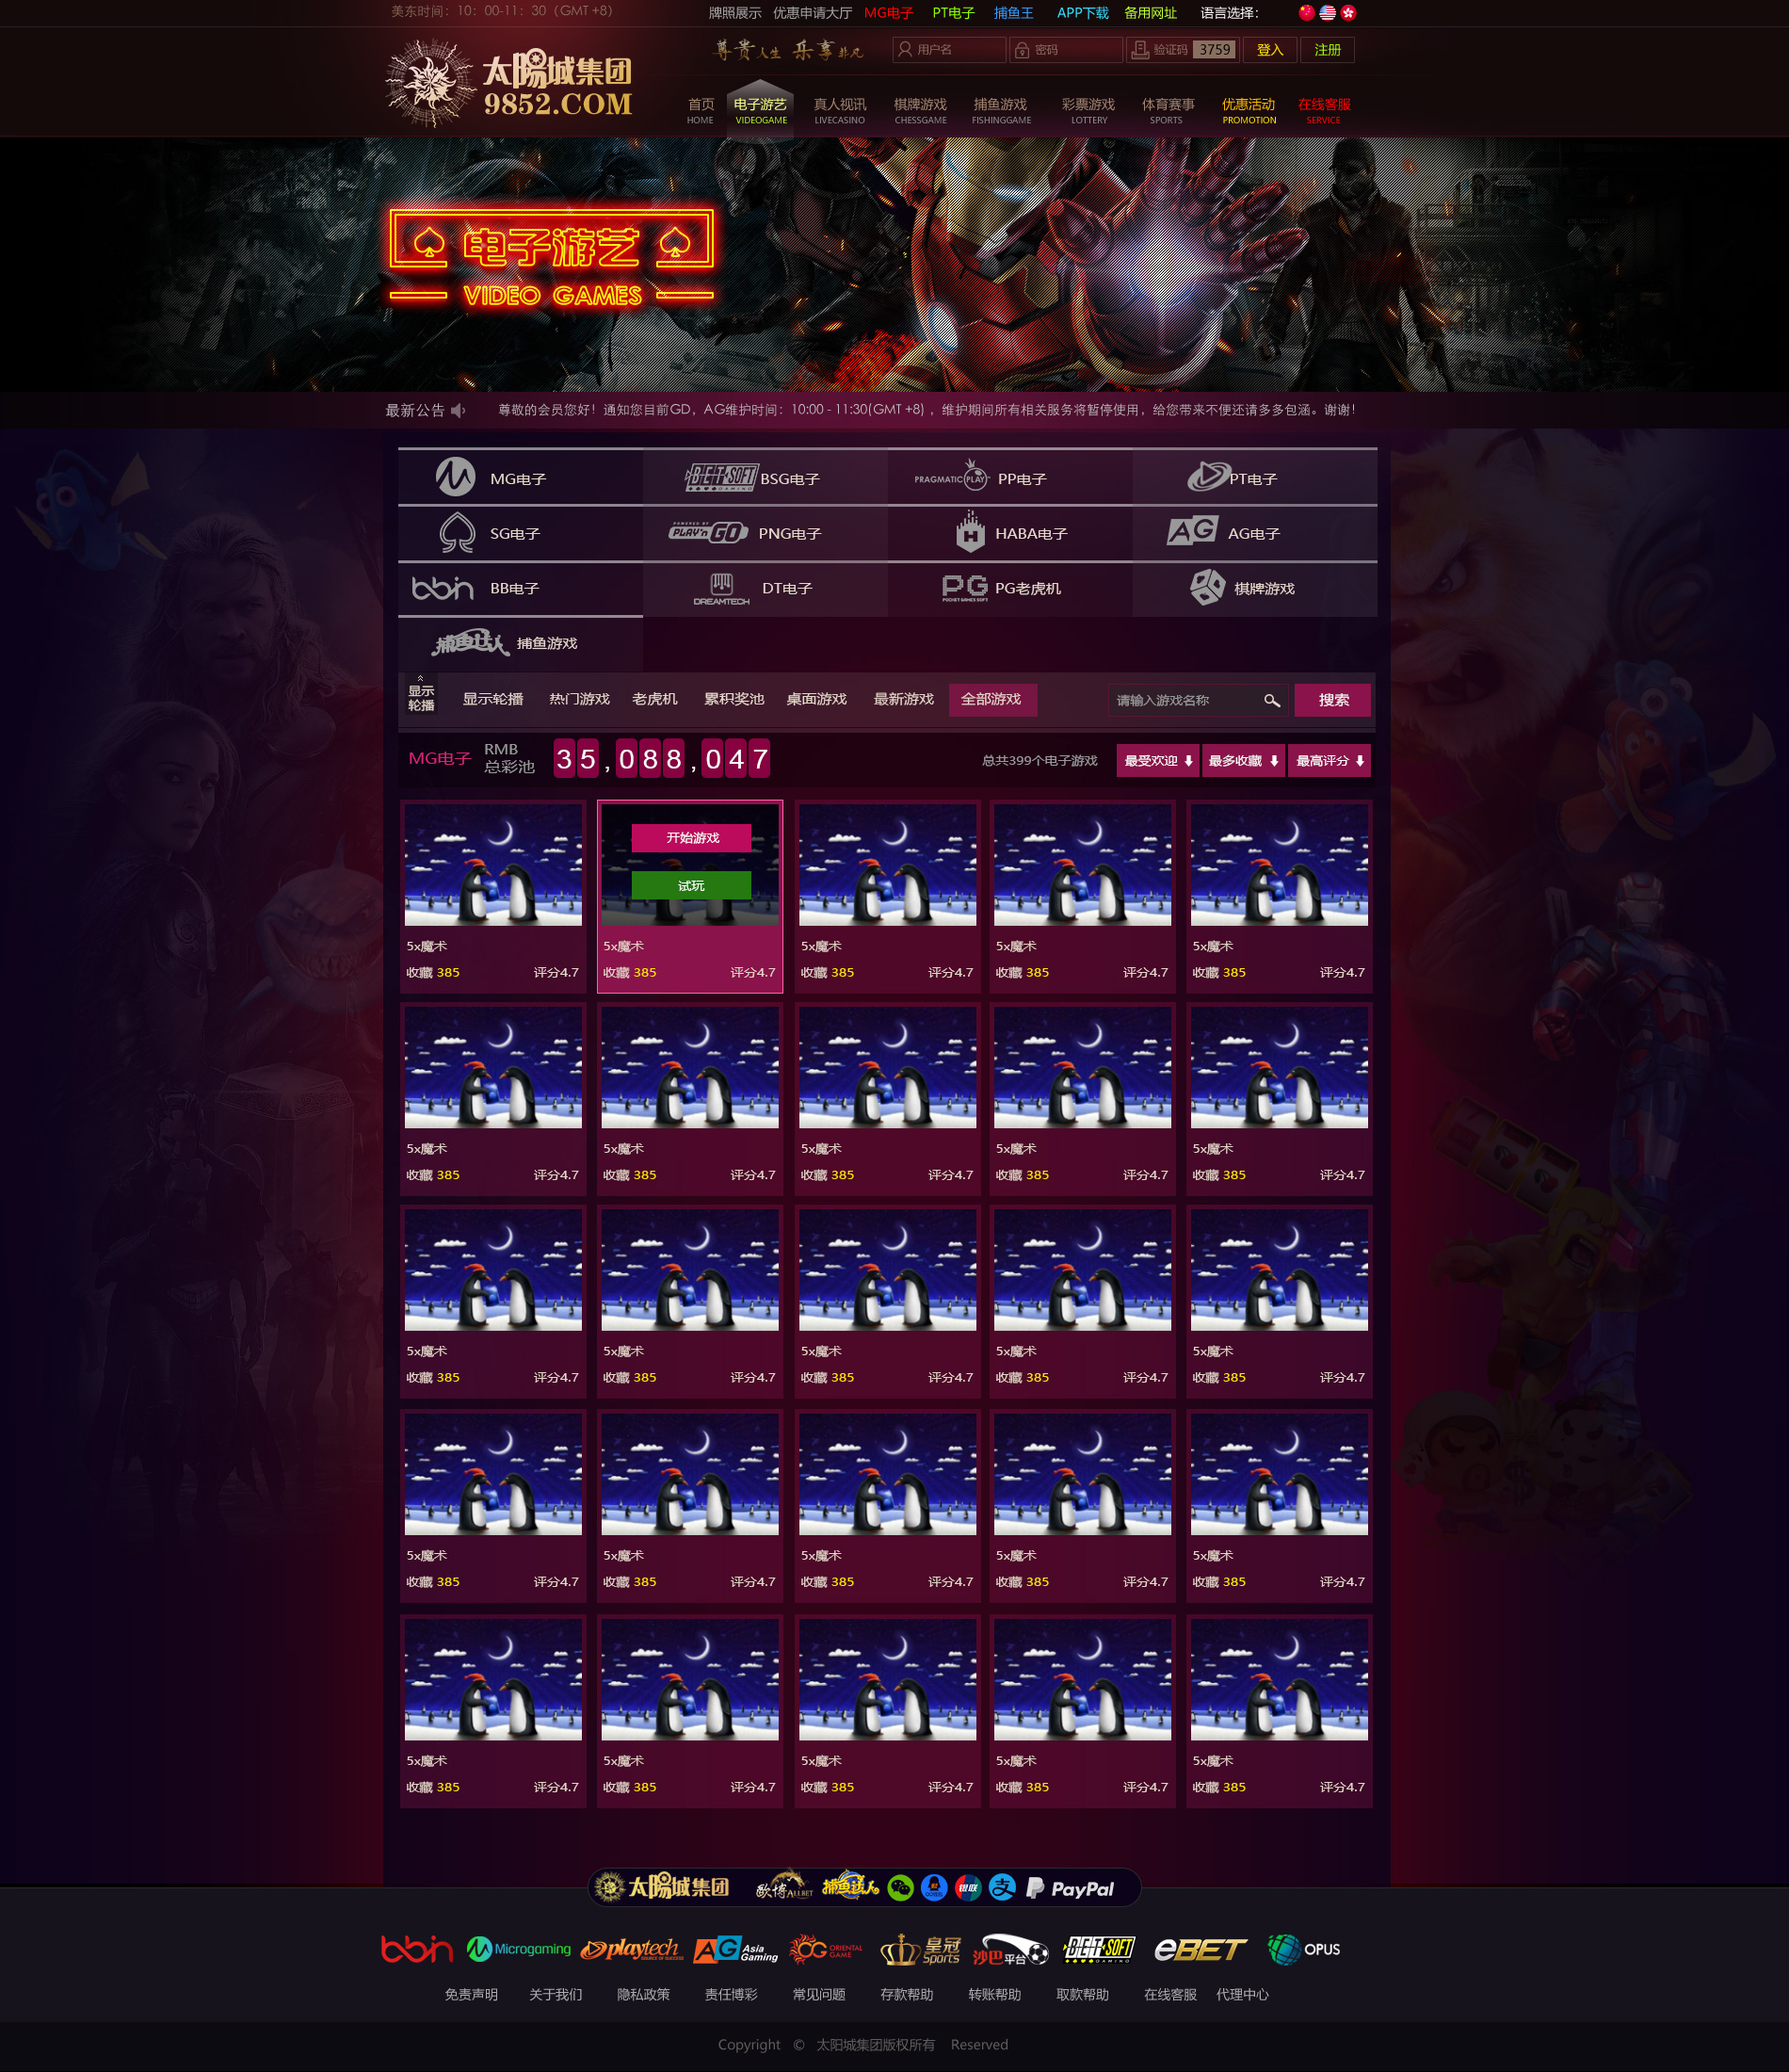 美东时间：10：00-11：30（GMT +8） 牌照展示 优惠申请大厅 MG电子 PT电子 捕鱼王 APP下载 备用网址 语言选择：
太陽城集团
9852.COM
尊贵人生 乐享非凡 用户名 密码 验证码 3759 登入 注册
首页 电子游艺 真人视讯 棋牌游戏 捕鱼游戏 彩票游戏 体育赛事 优惠活动 在线客服
HOME VIDEOGAME LIVECASINO CHESSGAME FISHINGGAME LOTTERY SPORTS PROMOTION SERVICE
电子游艺
VIDEO GAMES
最新公告 尊敬的会员您好！通知您目前GD，AG维护时间：10:00 - 11:30(GMT +8) ，维护期间所有相关服务将暂停使用，给您带来不便还请多多包涵。谢谢！
MG电子 BETSOFT GAMING BSG电子 PRAGMATIC PLAY PP电子 PT电子
SG电子 POWERED BY PLAY'n GO PNG电子 H HABA电子 AG AG电子
bbin BB电子 DREAMTECH DT电子 PG POCKET GAMES SOFT PG老虎机 棋牌游戏
捕鱼达人 捕鱼游戏
显示轮播 显示轮播 热门游戏 老虎机 累积奖池 桌面游戏 最新游戏 全部游戏 请输入游戏名称 搜索
MG电子 RMB 总彩池 35,088,047 总共399个电子游戏 最受欢迎 最多收藏 最高评分
开始游戏
试玩
5x魔术 5x魔术 5x魔术 5x魔术 5x魔术
收藏 385 评分4.7 收藏 385 评分4.7 收藏 385 评分4.7 收藏 385 评分4.7 收藏 385 评分4.7
5x魔术 5x魔术 5x魔术 5x魔术 5x魔术
收藏 385 评分4.7 收藏 385 评分4.7 收藏 385 评分4.7 收藏 385 评分4.7 收藏 385 评分4.7
5x魔术 5x魔术 5x魔术 5x魔术 5x魔术
收藏 385 评分4.7 收藏 385 评分4.7 收藏 385 评分4.7 收藏 385 评分4.7 收藏 385 评分4.7
5x魔术 5x魔术 5x魔术 5x魔术 5x魔术
收藏 385 评分4.7 收藏 385 评分4.7 收藏 385 评分4.7 收藏 385 评分4.7 收藏 385 评分4.7
5x魔术 5x魔术 5x魔术 5x魔术 5x魔术
收藏 385 评分4.7 收藏 385 评分4.7 收藏 385 评分4.7 收藏 385 评分4.7 收藏 385 评分4.7
太陽城集团 欧博ALLBET 捕鱼达人 银联 支 PayPal
bbin Microgaming playtech SOURCE OF SUCCESS AG Asia Gaming OG ORIENTAL GAME 皇冠 Sports 沙巴平台 BETSOFT GAMING eBET OPUS
免责声明 关于我们 隐私政策 责任博彩 常见问题 存款帮助 转账帮助 取款帮助 在线客服 代理中心
Copyright © 太阳城集团版权所有 Reserved